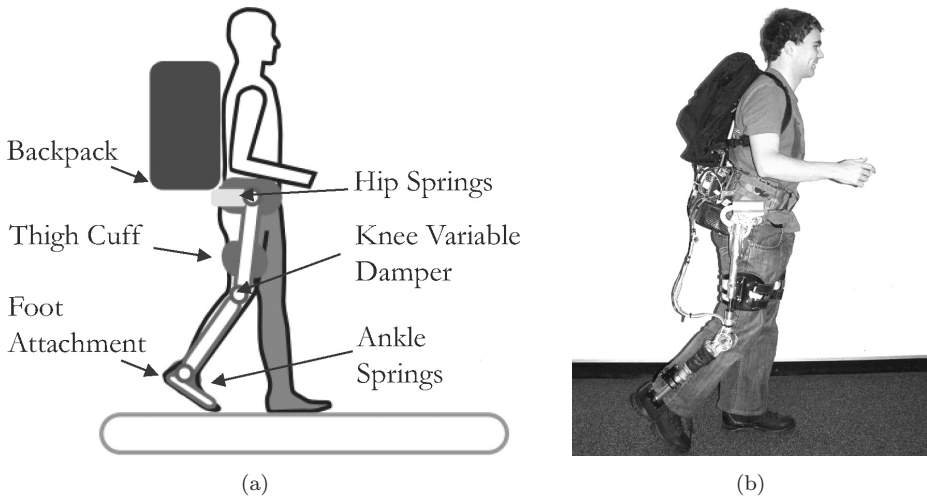 Backpack
Hip Springs
Thigh Cuff
Knee Variable
Damper
Foot
Attachment
Ankle
Springs
(a)
(b)